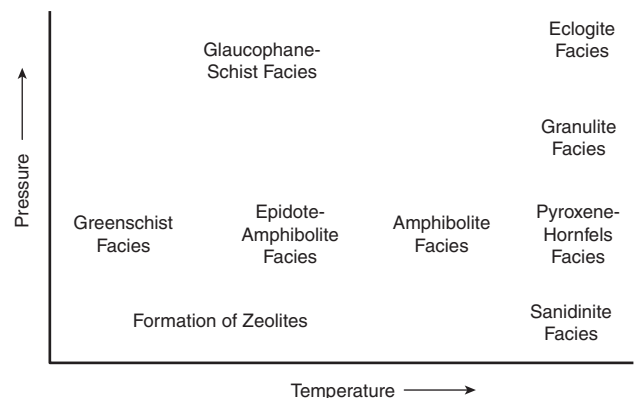 Eclogite
Facies
Glaucophane-
Schist Facies
Granulite
Facies
Pressure
Greenschist
Facies
Epidote-
Amphibolite
Facies
Amphibolite
Facies
Pyroxene-
Hornfels
Facies
Formation of Zeolites
Sanidinite
Facies
Temperature